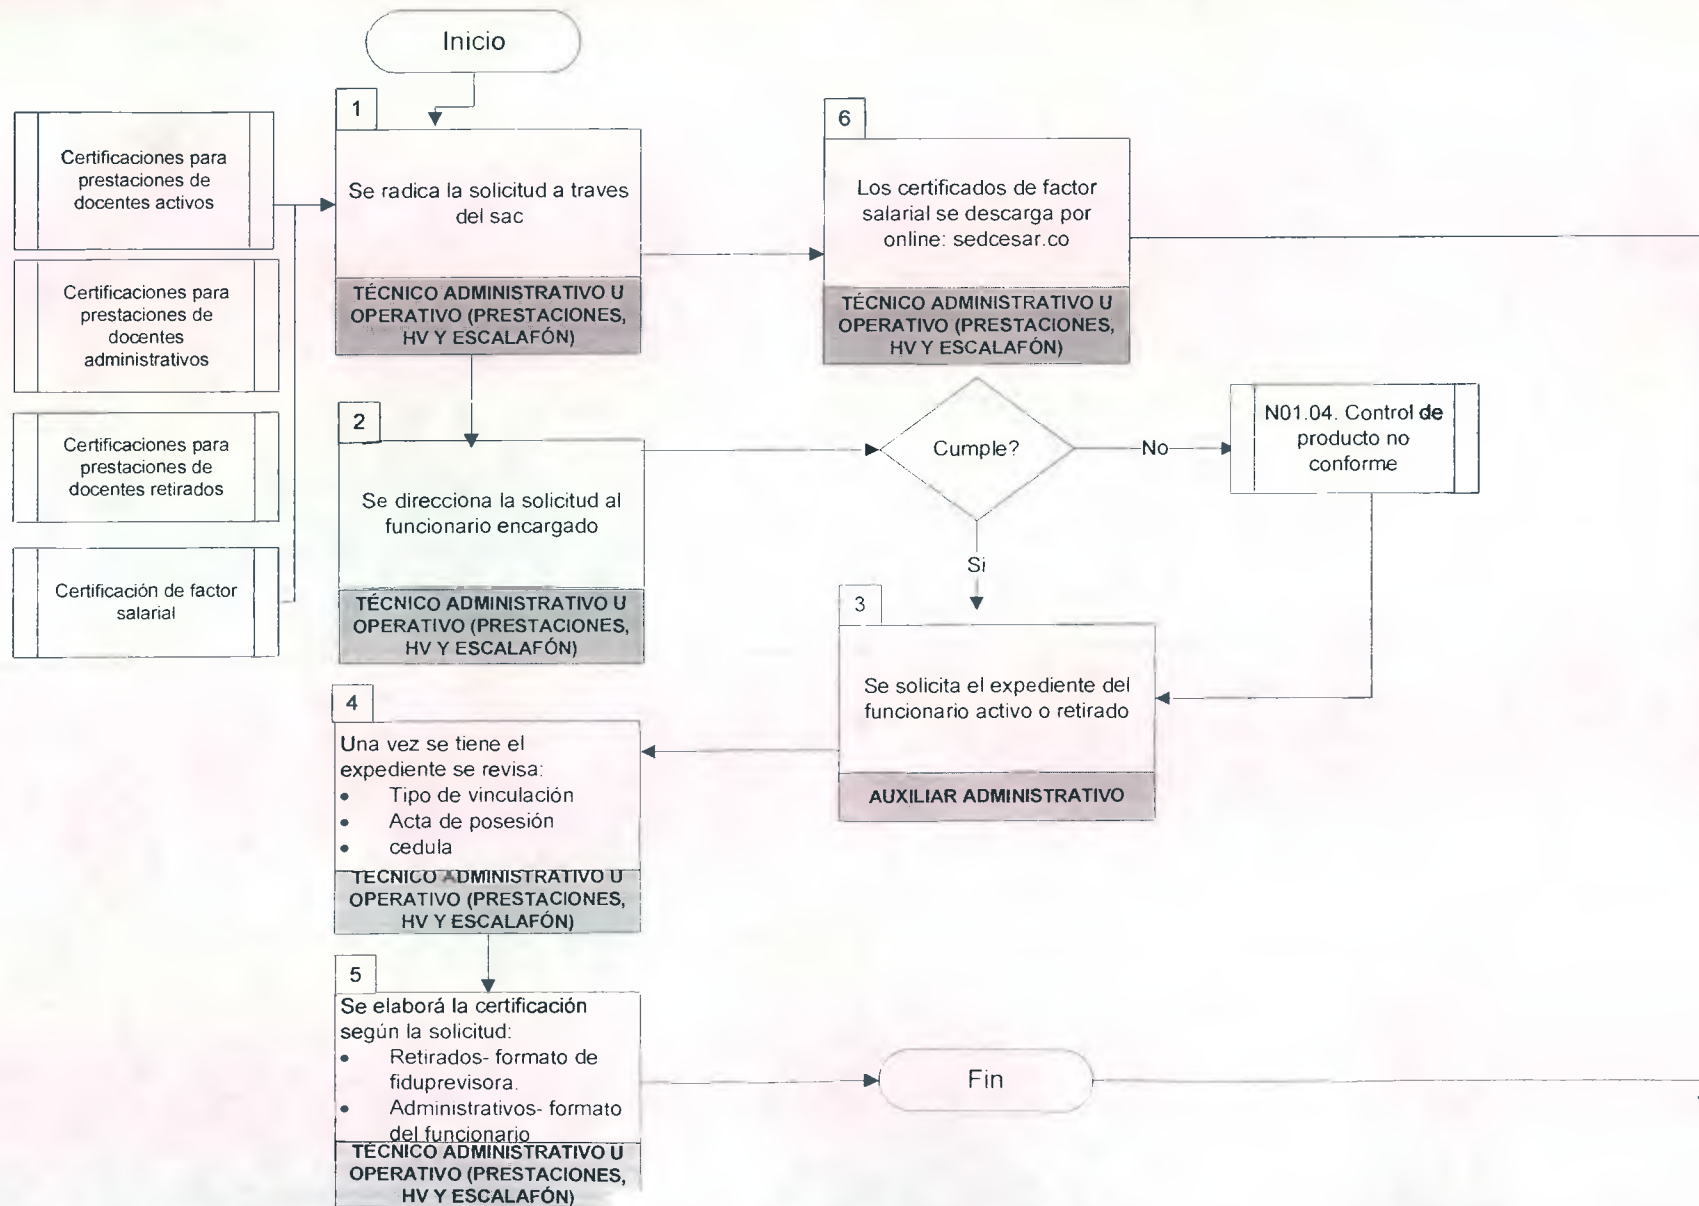 Inicio
Certificaciones para
prestaciones de
docentes activos
Certificaciones para
prestaciones de
docentes
administrativos
Certificaciones para
prestaciones de
docentes retirados
Certificación de factor
salarial
1
Se radica la solicitud a traves
del sac
TÉCNICO ADMINISTRATIVO U
OPERATIVO (PRESTACIONES,
HV Y ESCALAFÓN)
6
Los certificados de factor
salarial se descarga por
online: sedcesar.co
TÉCNICO ADMINISTRATIVO U
OPERATIVO (PRESTACIONES,
HV Y ESCALAFÓN)
2
Se direcciona la solicitud al
funcionario encargado
TÉCNICO ADMINISTRATIVO U
OPERATIVO (PRESTACIONES,
HV Y ESCALAFÓN)
Cumple?
No
N01.04. Control de
producto no
conforme
Si
3
Se solicita el expediente del
funcionario activo o retirado
AUXILIAR ADMINISTRATIVO
4
Una vez se tiene el
expediente se revisa:
• Tipo de vinculación
• Acta de posesión
• cedula
TÉCNICO ADMINISTRATIVO U
OPERATIVO (PRESTACIONES,
HV Y ESCALAFÓN)
5
Se elaborá la certificación
según la solicitud:
• Retirados- formato de
fiduprevisora.
• Administrativos- formato
del funcionario
TÉCNICO ADMINISTRATIVO U
OPERATIVO (PRESTACIONES,
HV Y ESCALAFÓN)
Fin